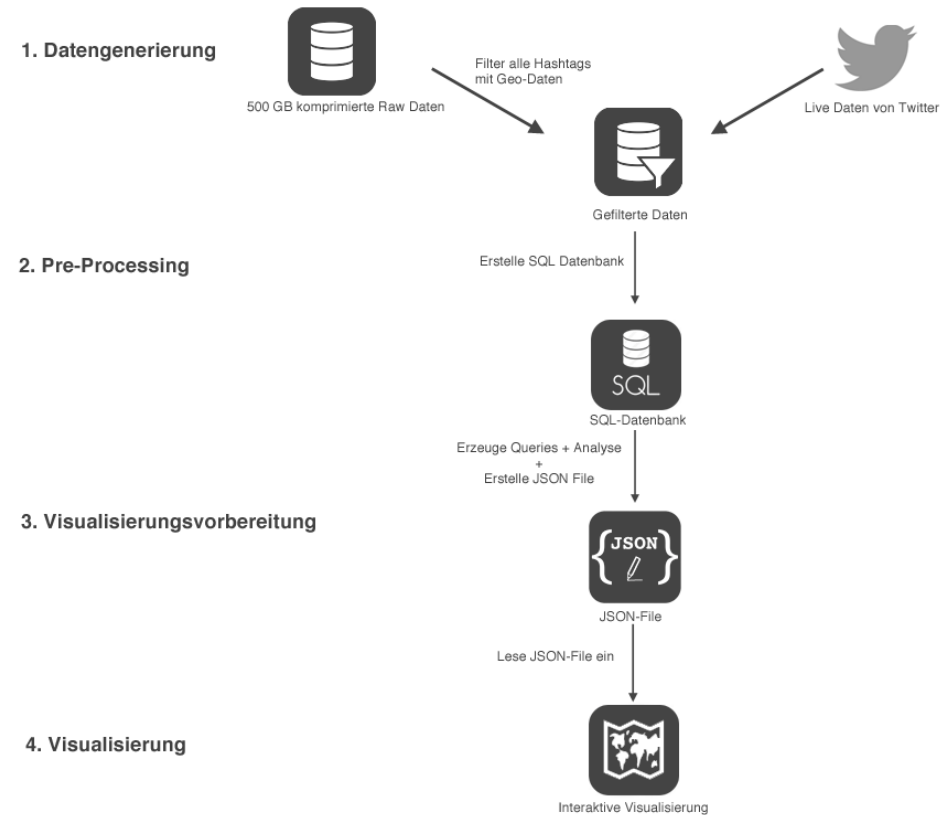 1. Datengenerierung
Filter alle Hashtags
mit Geo-Daten
500 GB komprimierte Raw Daten
Live Daten von Twitter
Gefilterte Daten
2. Pre-Processing
Erstelle SQL Datenbank
SQL
SQL-Datenbank
Erzeuge Queries + Analyse
+
Erstelle JSON File
3. Visualisierungsvorbereitung
{JSON}
JSON-File
Lese JSON-File ein
4. Visualisierung
Interaktive Visualisierung